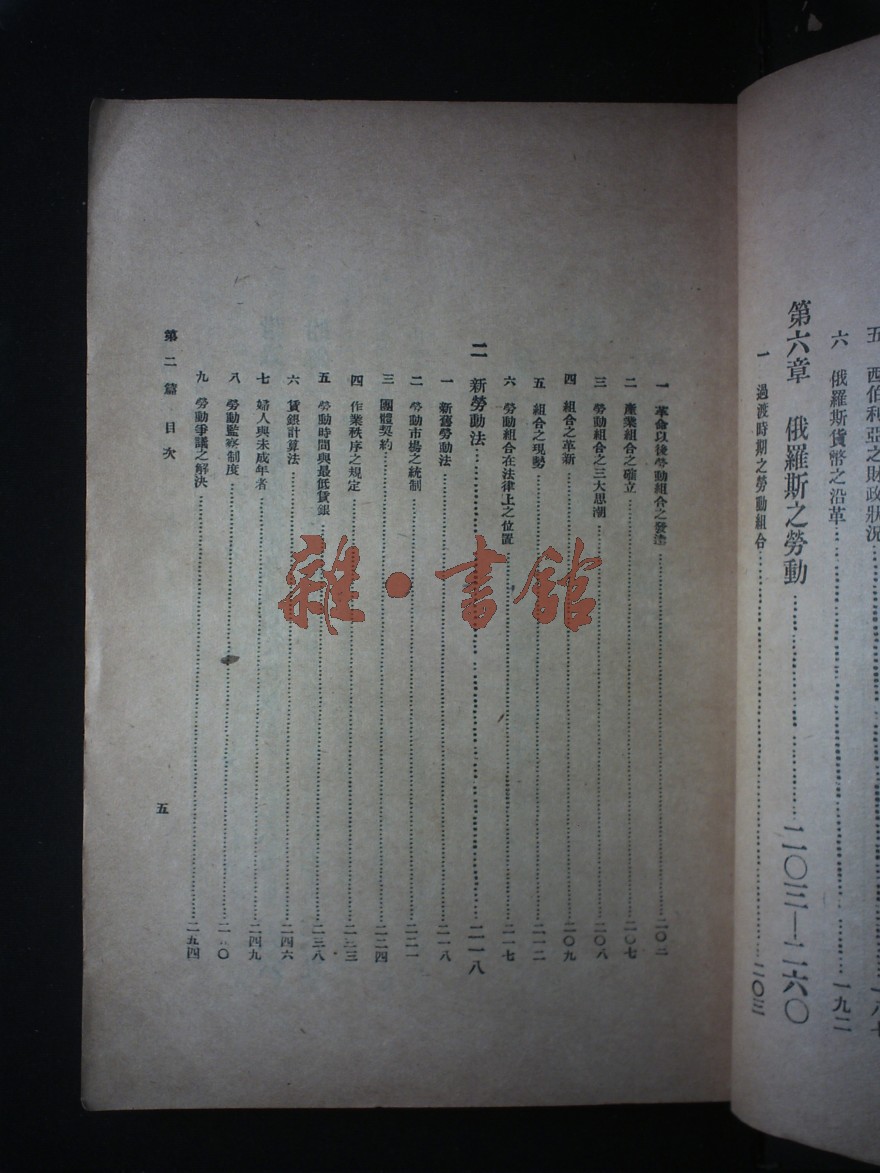 五 西伯利亞之財政狀況
六 俄羅斯貨幣之沿革……一九二
第六章 俄羅斯之勞動……二〇三—二六〇
一 過渡時期之勞動組合……二〇三
一 革命以後勞動組合之發達
二 產業組合之確立……二〇七
三 勞動組合之三大思潮……二〇八
四 組合之革新……二〇九
五 組合之現勢……二一二
六 勞動組合在法律上之位置……二一七
二 新勞動法……二一八
一 新舊勞動法……二一八
二 勞動市場之統制……二二一
三 團體契約……二二四
四 作業秩序之規定……二三三
五 勞動時間與最低賃銀……二三八
六 賃銀計算法……二四六
七 婦人與未成年者……二四九
八 勞動監察制度
九 勞動爭議之解決……二五四
第二篇 目次
五
雜·書館